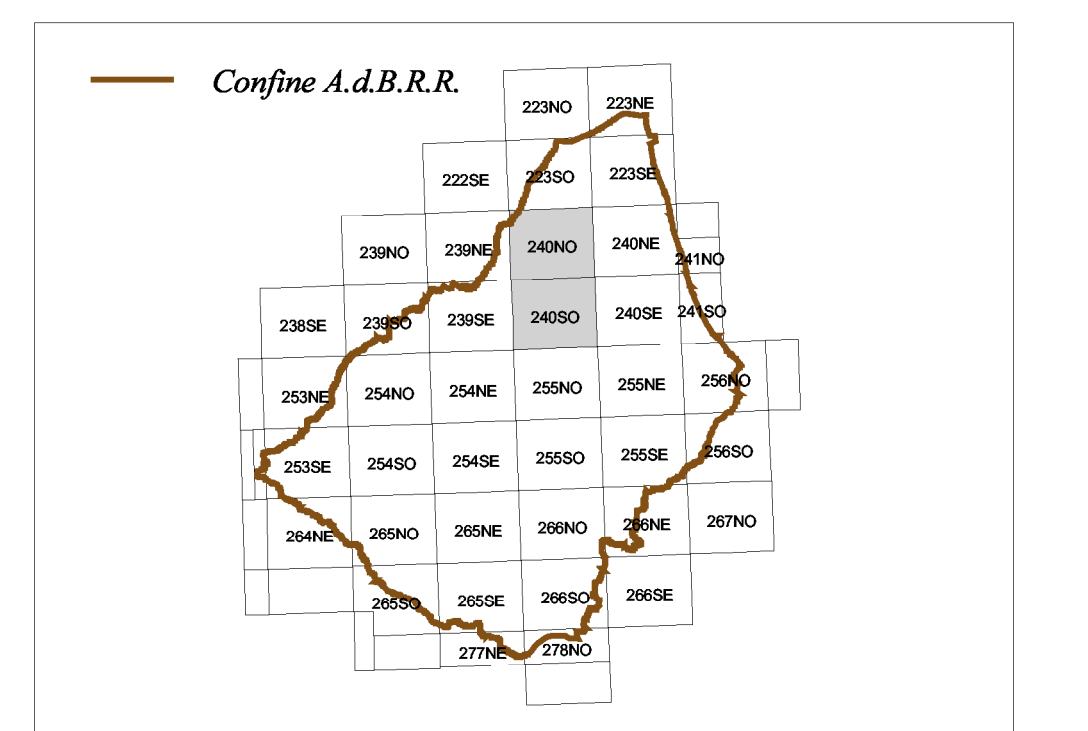 Confine A.d.B.R.R.
223NO 223NE
222SE 223SO 223SE
239NO 239NE 240NO 240NE 241NO
238SE 239SO 239SE 240SO 240SE 241SO
253NE 254NO 254NE 255NO 255NE 256NO
253SE 254SO 254SE 255SO 255SE 256SO
264NE 265NO 265NE 266NO 266NE 267NO
265SO 265SE 266SO 266SE
277NE 278NO